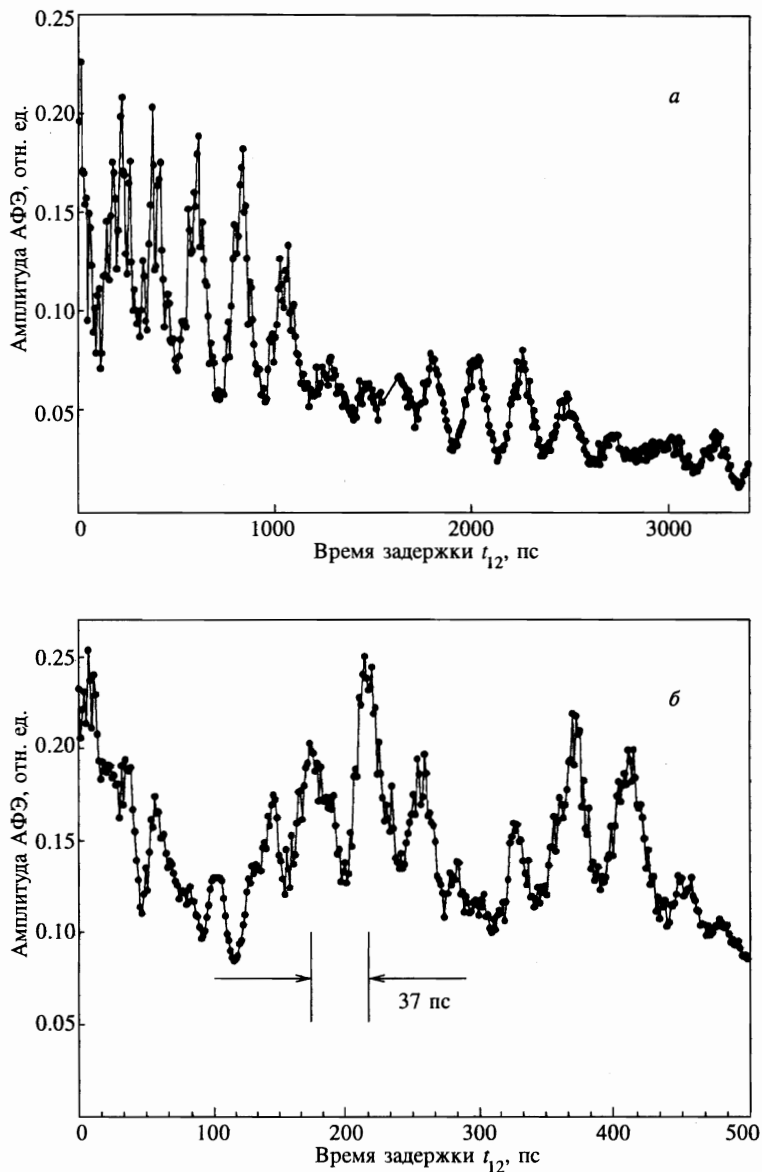 0.25
а
0.20
0.15
0.10
0.05
Амплитуда АФЭ, отн. ед.
0 1000 2000 3000
Время задержки t12, пс
0.25
б
0.20
0.15
0.10
0.05
Амплитуда АФЭ, отн. ед.
37 пс
0 100 200 300 400 500
Время задержки t12, пс